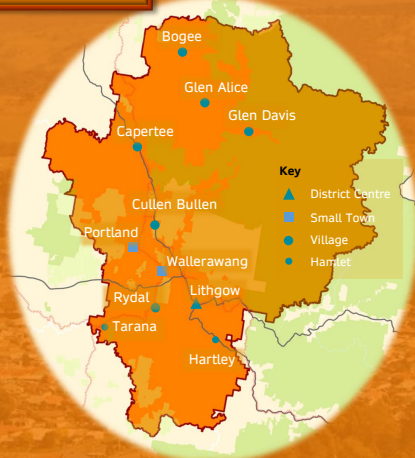 Bogee
Glen Alice
Glen Davis
Capertee
Key
District Centre
Small Town
Village
Hamlet
Cullen Bullen
Portland
Wallerawang
Lithgow
Rydal
Tarana
Hartley